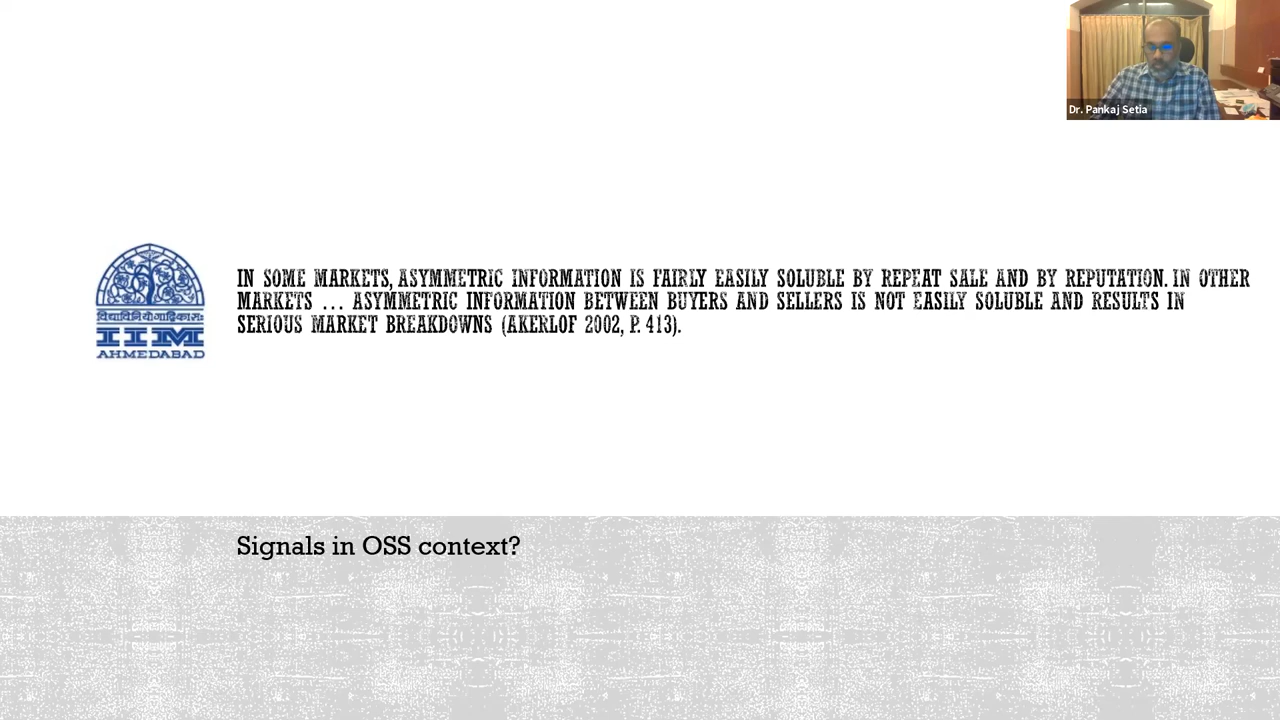 Dr. Pankaj Setia
IN SOME MARKETS, ASYMMETRIC INFORMATION IS FAIRLY EASILY SOLUBLE BY REPEAT SALE AND BY REPUTATION. IN OTHER
MARKETS … ASYMMETRIC INFORMATION BETWEEN BUYERS AND SELLERS IS NOT EASILY SOLUBLE AND RESULTS IN
SERIOUS MARKET BREAKDOWNS (AKERLOF 2002, P. 413).
विद्याविनियोगाद्विकासः
IIM
AHMEDABAD
Signals in OSS context?